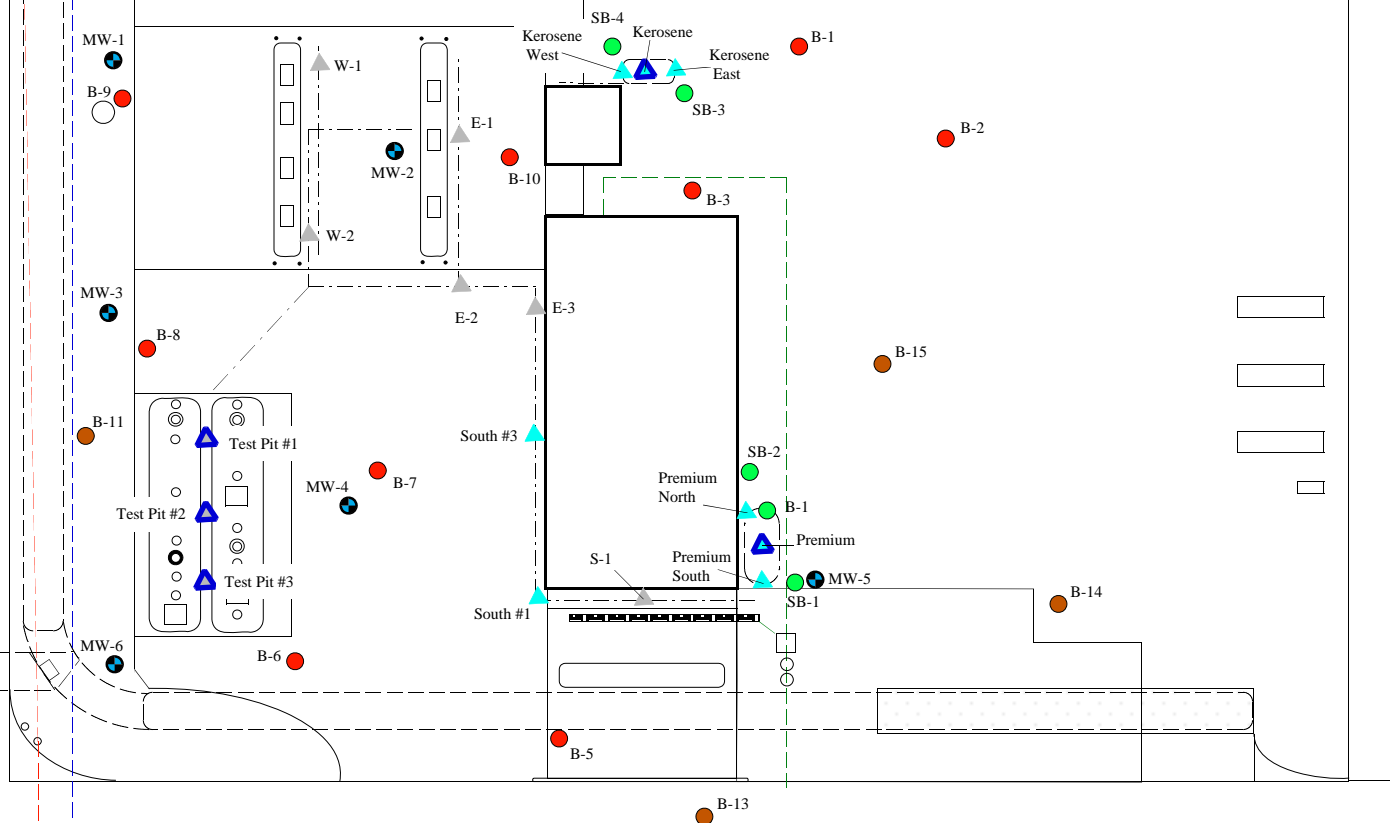 SB-4
Kerosene
B-1
MW-1
Kerosene
West
Kerosene
East
W-1
B-9
SB-3
E-1
B-2
MW-2
B-10
B-3
W-2
MW-3
E-3
E-2
B-8
B-15
B-11
Test Pit #1
South #3
SB-2
B-7
MW-4
Premium
North
B-1
Test Pit #2
Premium
S-1
Premium
South
Test Pit #3
MW-5
B-14
SB-1
South #1
MW-6
B-6
B-5
B-13